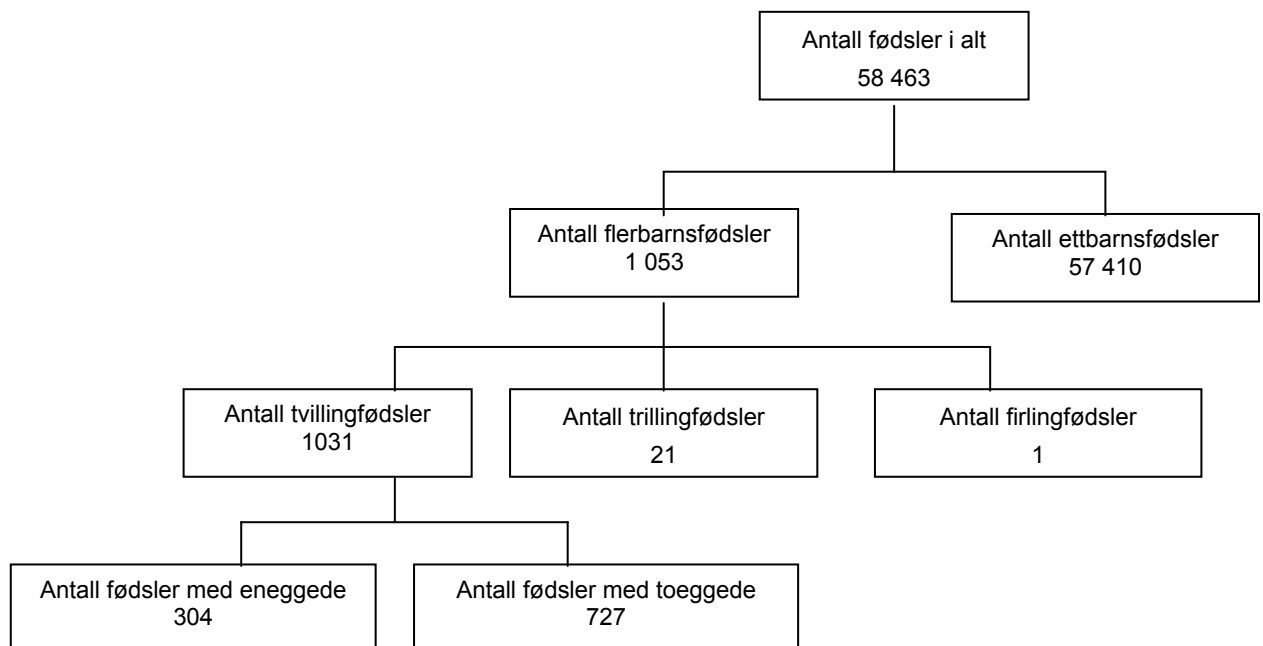 Antall fødsler i alt
58 463
Antall flerbarnsfødsler
1 053
Antall ettbarnsfødsler
57 410
Antall tvillingfødsler
1031
Antall trillingfødsler
21
Antall firlingfødsler
1
Antall fødsler med eneggede
304
Antall fødsler med toeggede
727